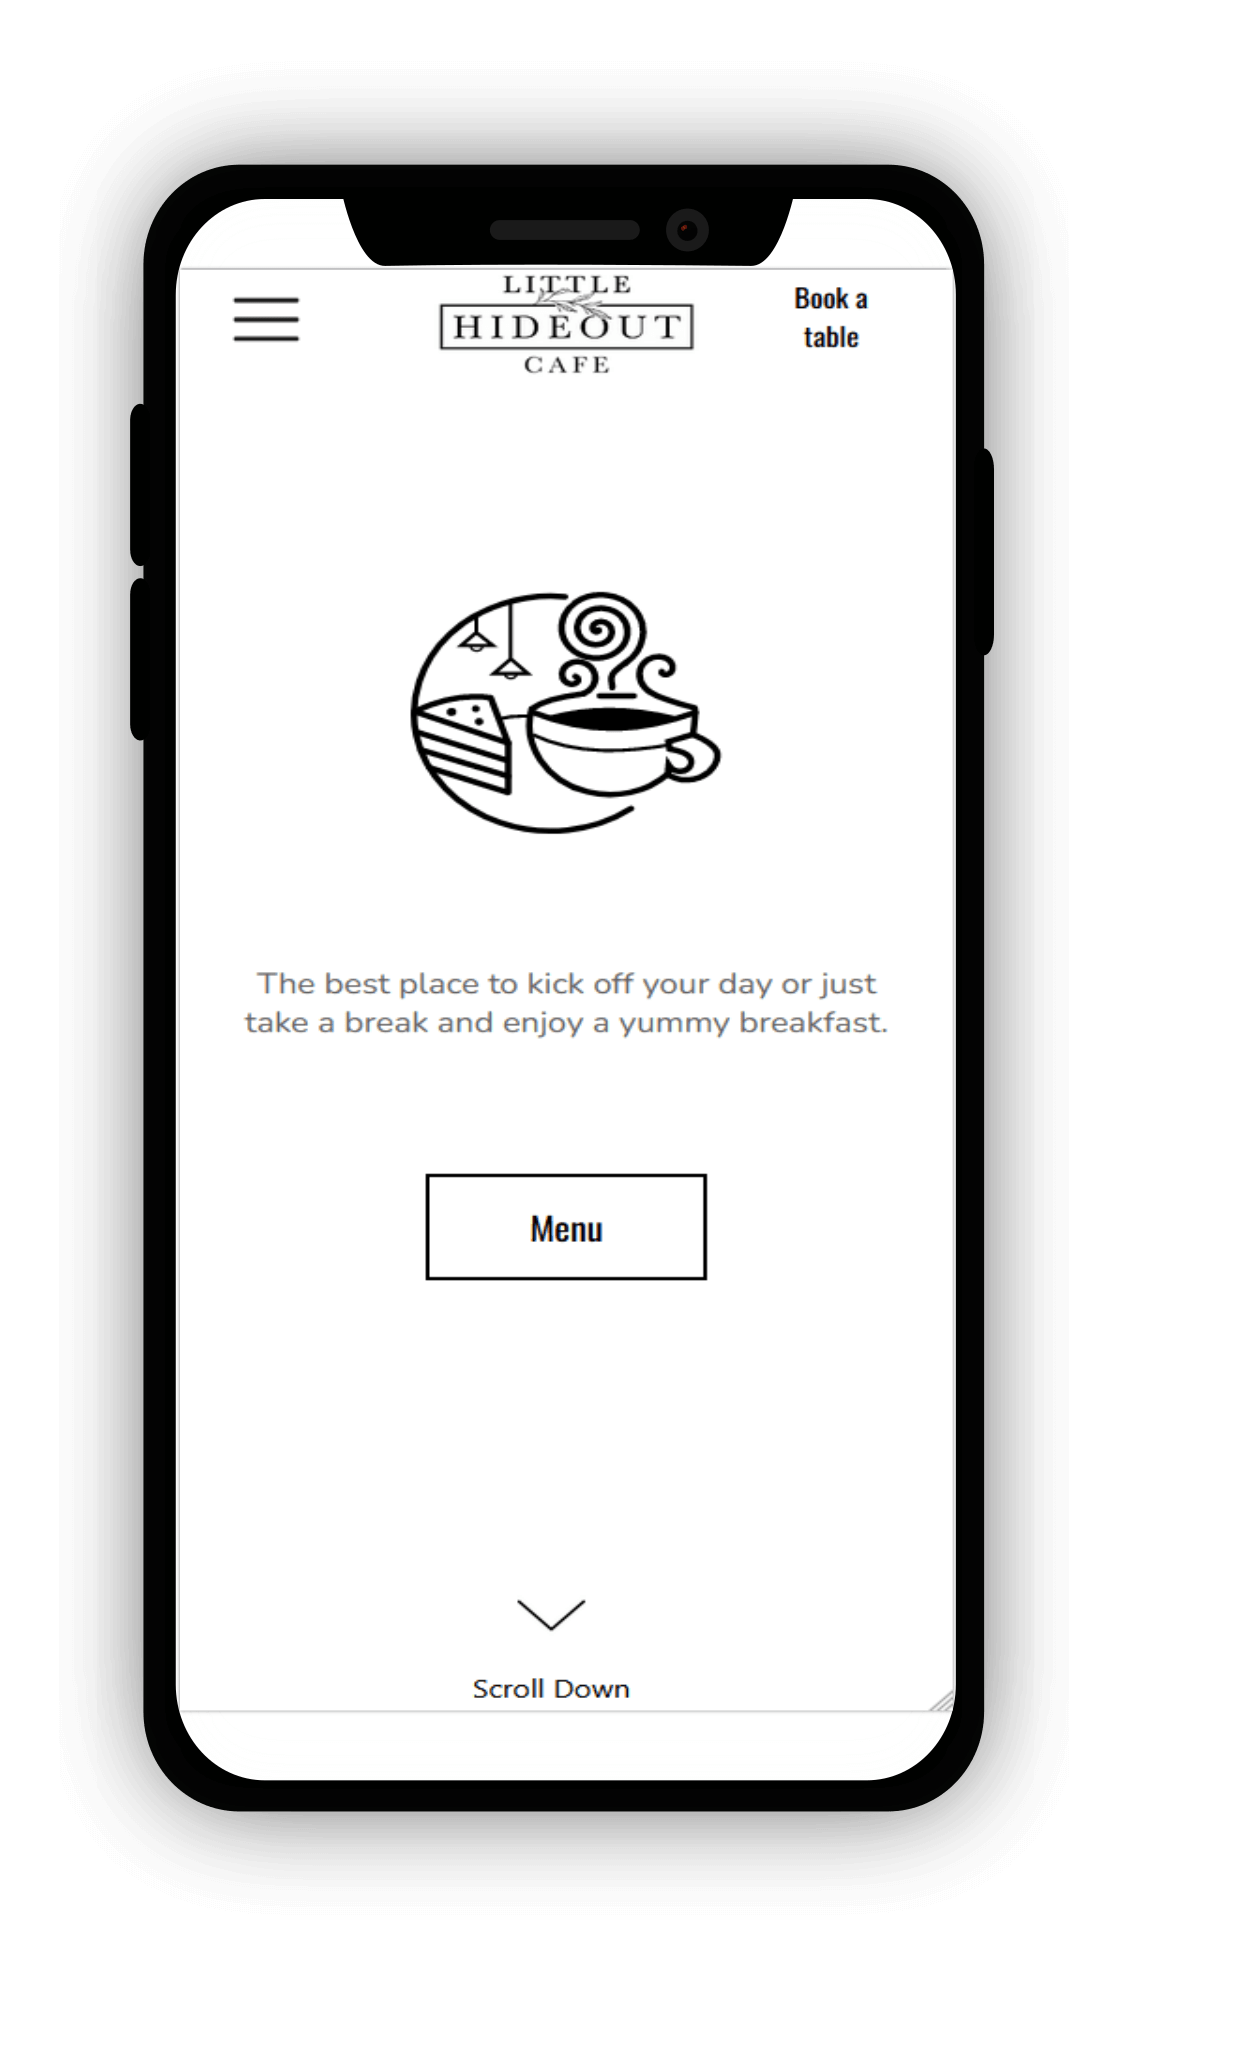 LITTLE
HIDEOUT
CAFE
Book a
table
The best place to kick off your day or just
take a break and enjoy a yummy breakfast.
Menu
Scroll Down